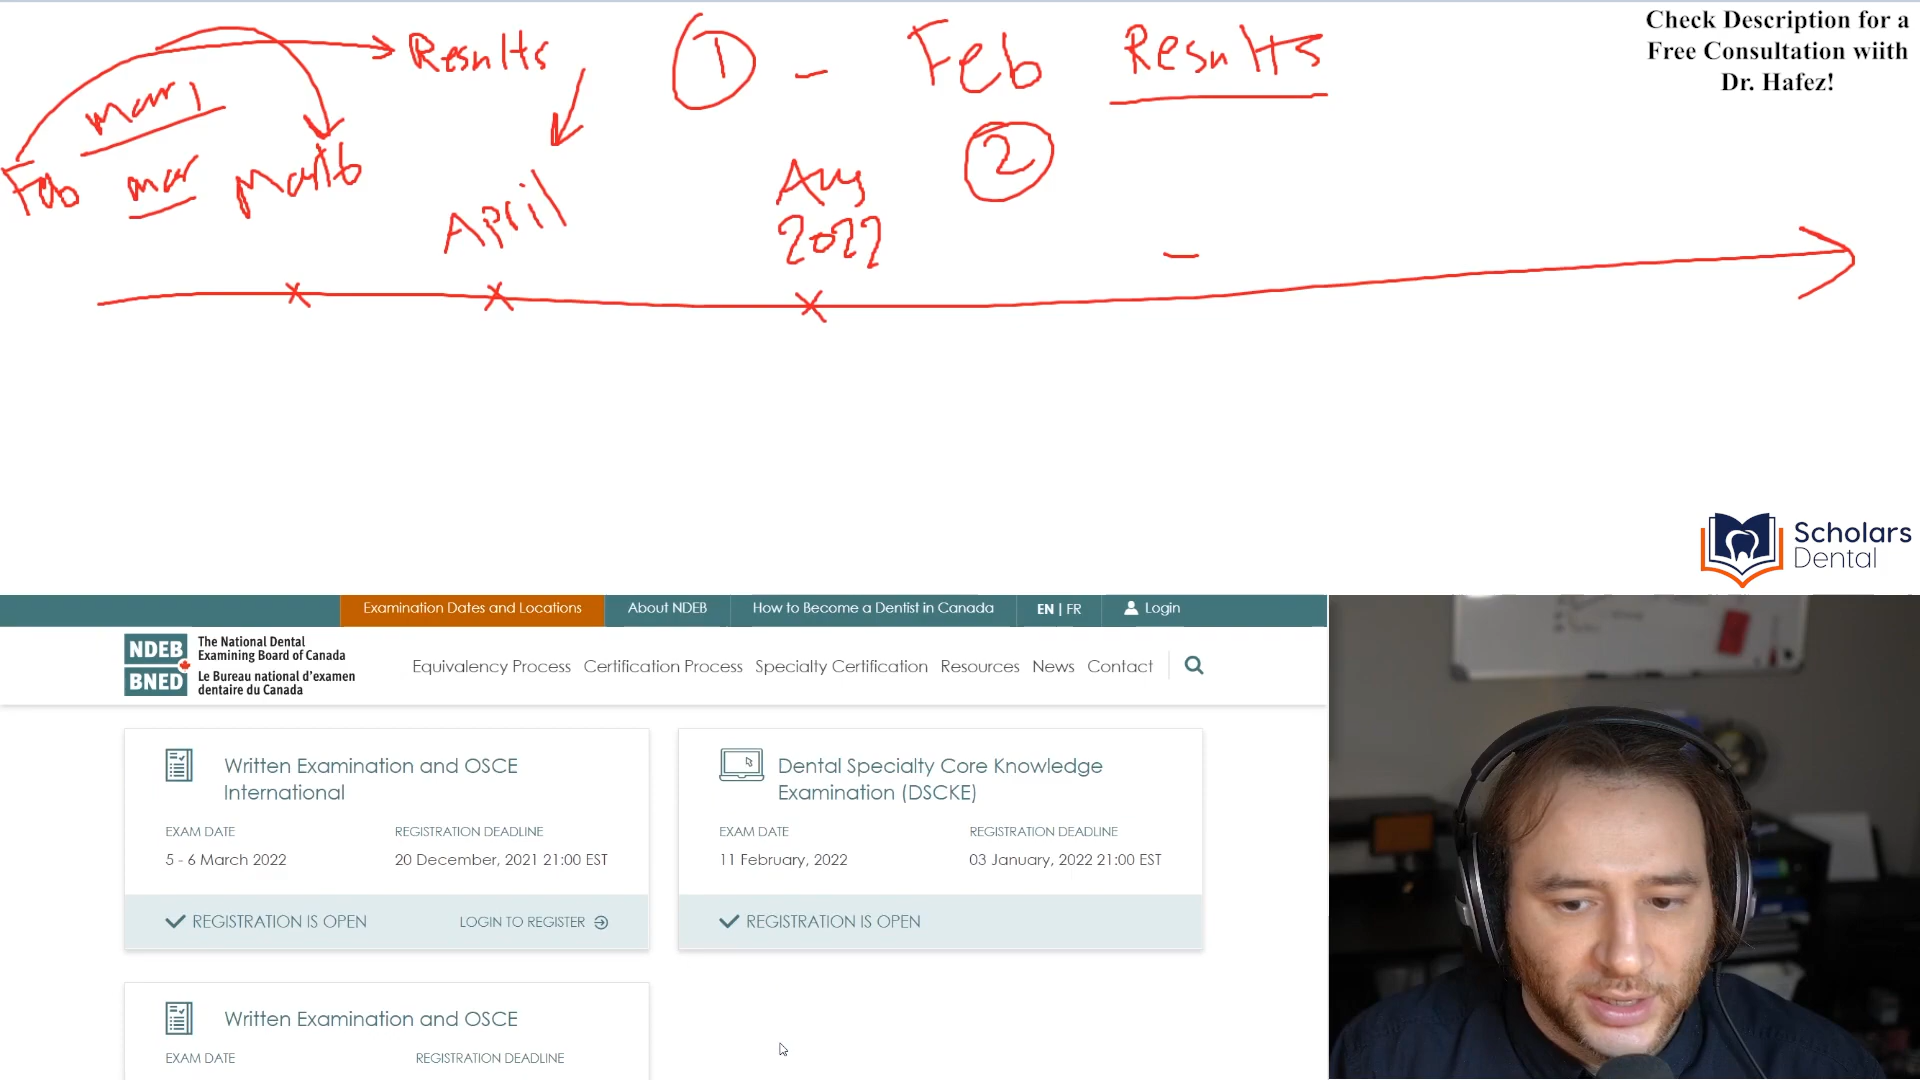 Results
① - Feb Results
Check Description for a
Free Consultation wiith
Dr. Hafez!
mar 1
Feb mar Mar16
April
Aug
2022
②
-
Scholars
Dental
Examination Dates and Locations
About NDEB
How to Become a Dentist in Canada
EN | FR
Login
NDEB
BNED
The National Dental
Examining Board of Canada
Le Bureau national d'examen
dentaire du Canada
Equivalency Process
Certification Process
Specialty Certification
Resources
News
Contact
Written Examination and OSCE
International
EXAM DATE
REGISTRATION DEADLINE
5 - 6 March 2022
20 December, 2021 21:00 EST
REGISTRATION IS OPEN
LOGIN TO REGISTER
Dental Specialty Core Knowledge
Examination (DSCKE)
EXAM DATE
REGISTRATION DEADLINE
11 February, 2022
03 January, 2022 21:00 EST
REGISTRATION IS OPEN
Written Examination and OSCE
EXAM DATE
REGISTRATION DEADLINE